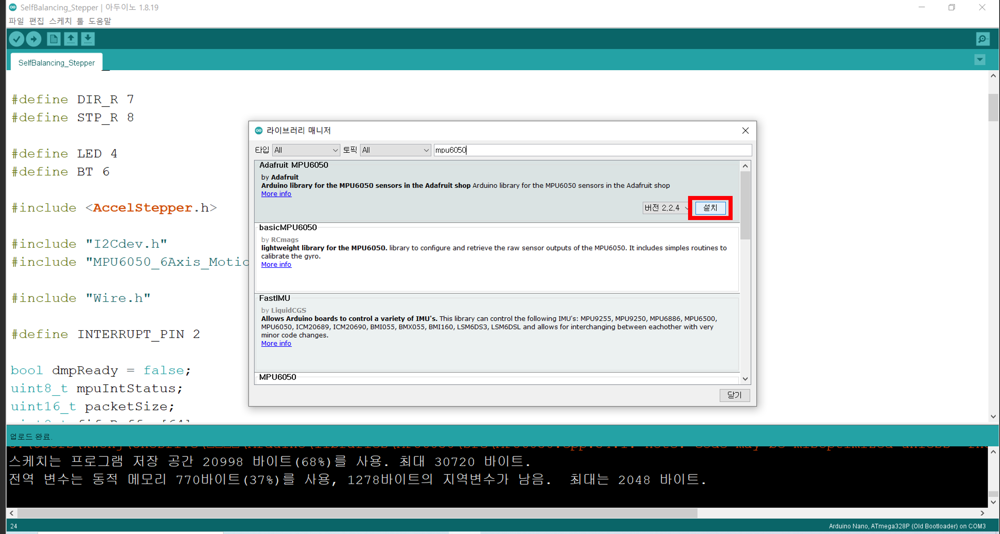 SelfBalancing_Stepper | 아두이노 1.8.19
파일 편집 스케치 툴 도움말
SelfBalancing_Stepper
#define DIR_R 7
#define STP_R 8
#define LED 4
#define BT 6
#include <AccelStepper.h>
#include "I2Cdev.h"
#include "MPU6050_6Axis_Motio
#include "Wire.h"
#define INTERRUPT_PIN 2
bool dmpReady = false;
uint8_t mpuIntStatus;
uint16_t packetSize;
라이브러리 매니저
타입 All 토픽 All mpu6050
Adafruit MPU6050
by Adafruit
Arduino library for the MPU6050 sensors in the Adafruit shop Arduino library for the MPU6050 sensors in the Adafruit shop
More info
버전 2.2.4 설치
basicMPU6050
by RCmags
lightweight library for the MPU6050. library to configure and retrieve the raw sensor outputs of the MPU6050. It includes simples routines to
calibrate the gyro.
More info
FastIMU
by LiquidCGS
Allows Arduino boards to control a variety of IMU's. This library can control the following IMU's: MPU9255, MPU9250, MPU6886, MPU6500,
MPU6050, ICM20689, ICM20690, BMI055, BMX055, BMI160, LSM6DS3, LSM6DSL and allows for interchanging between eachother with very
minor code changes.
More info
MPU6050
닫기
업로드 완료.
스케치는 프로그램 저장 공간 20998 바이트(68%)를 사용. 최대 30720 바이트.
전역 변수는 동적 메모리 770바이트(37%)를 사용, 1278바이트의 지역변수가 남음.  최대는 2048 바이트.
24
Arduino Nano, ATmega328P (Old Bootloader) on COM3